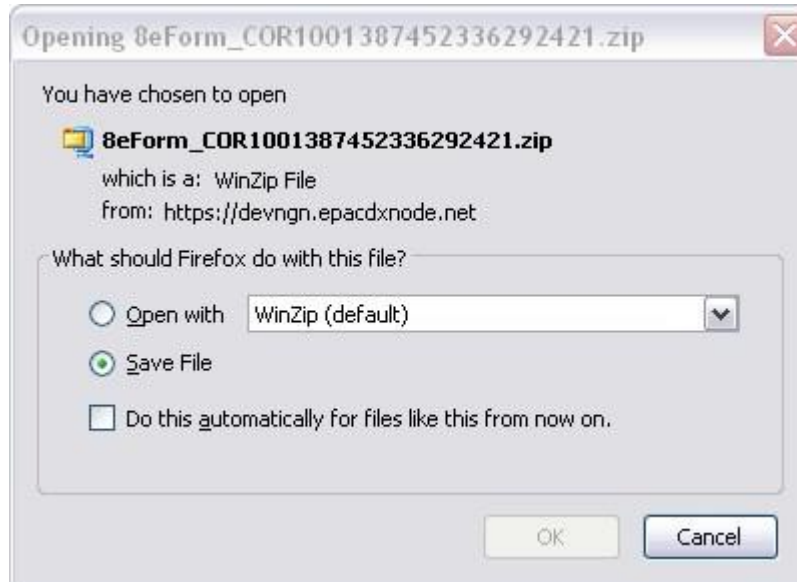 Opening 8eForm_COR1001387452336292421.zip
You have chosen to open
8eForm_COR1001387452336292421.zip
which is a: WinZip File
from: https://devngn.epacdxnode.net
What should Firefox do with this file?
Open with WinZip (default)
Save File
Do this automatically for files like this from now on.
OK Cancel